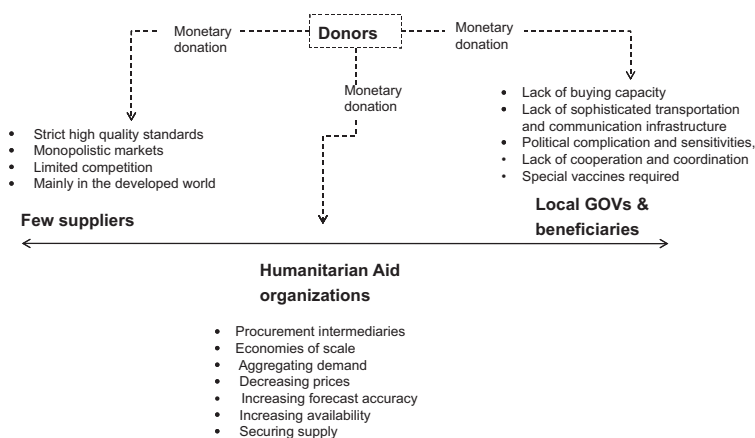 Donors
Monetary
donation
Monetary
donation
Monetary
donation
• Strict high quality standards
• Monopolistic markets
• Limited competition
• Mainly in the developed world
Few suppliers
• Lack of buying capacity
• Lack of sophisticated transportation
and communication infrastructure
• Political complication and sensitivities,
• Lack of cooperation and coordination
• Special vaccines required
Local GOVs &
beneficiaries
Humanitarian Aid
organizations
• Procurement intermediaries
• Economies of scale
• Aggregating demand
• Decreasing prices
• Increasing forecast accuracy
• Increasing availability
• Securing supply